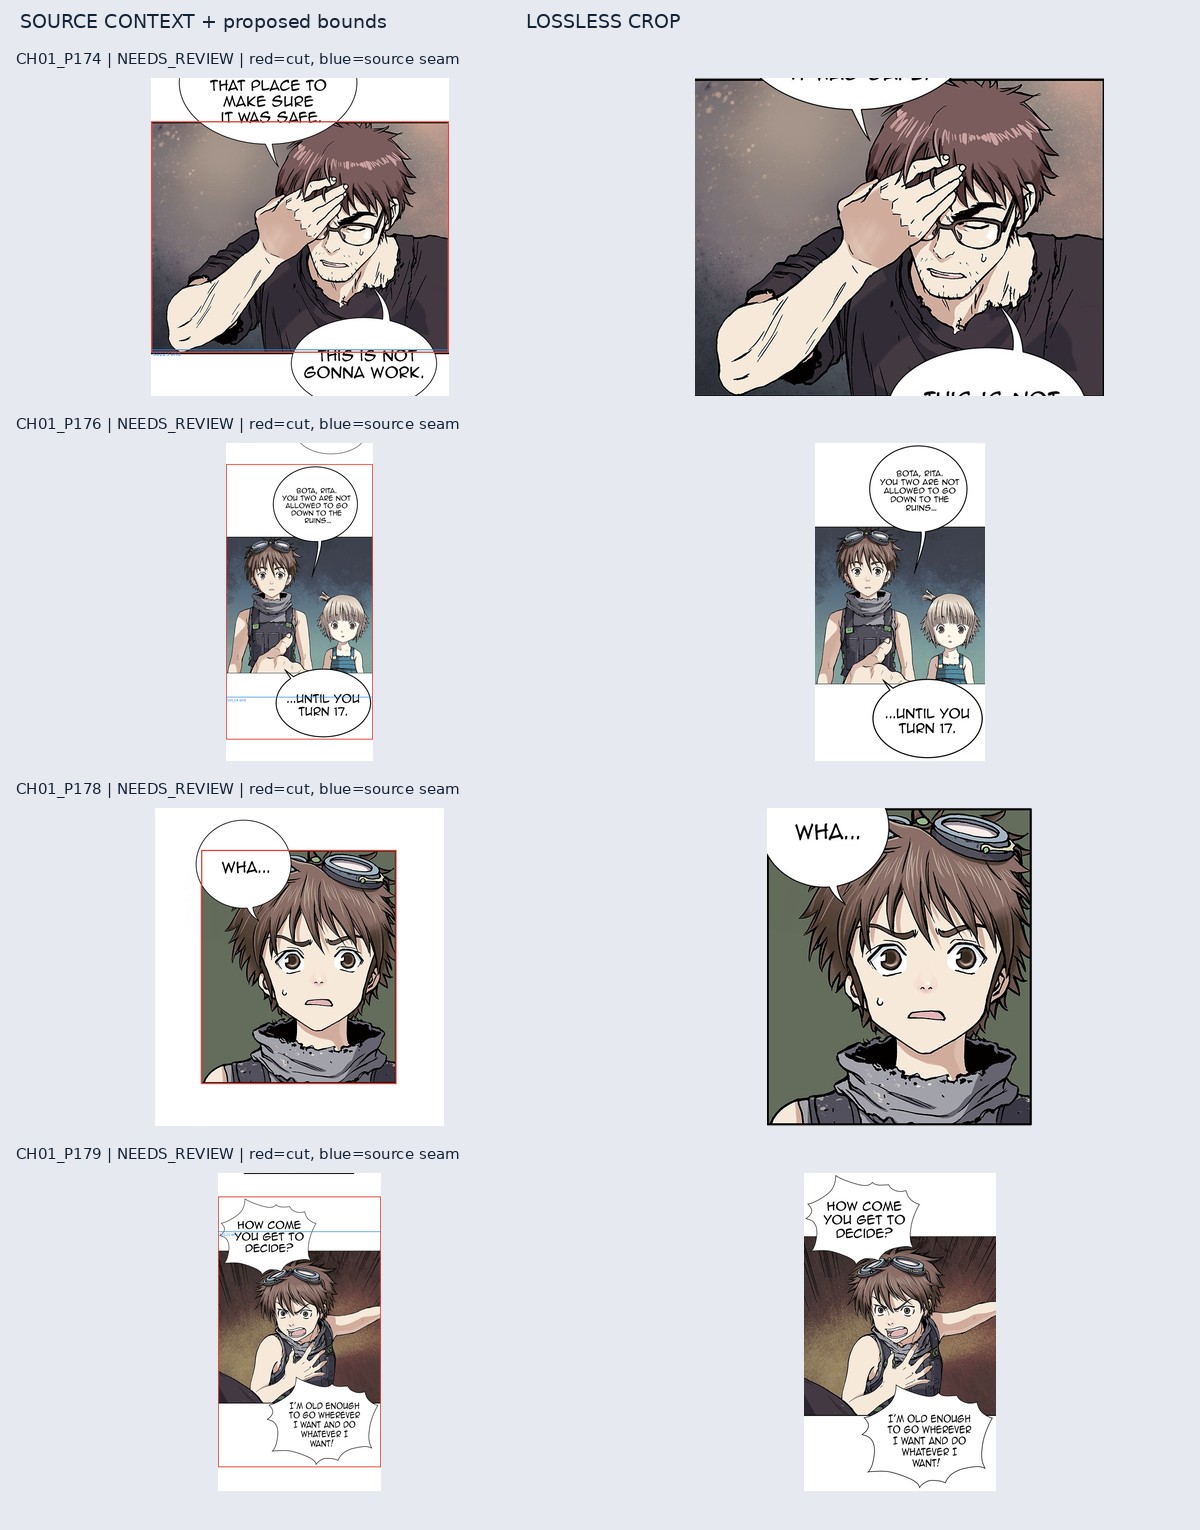 SOURCE CONTEXT + proposed bounds
LOSSLESS CROP
CH01_P174 | NEEDS_REVIEW | red=cut, blue=source seam
THAT PLACE TO
MAKE SURE
IT WAS SAFE.
THIS IS NOT
GONNA WORK.
THIS IS NOT
CH01_P176 | NEEDS_REVIEW | red=cut, blue=source seam
BOTA, RITA.
YOU TWO ARE NOT
ALLOWED TO GO
DOWN TO THE
RUINS...
...UNTIL YOU
TURN 17.
BOTA, RITA.
YOU TWO ARE NOT
ALLOWED TO GO
DOWN TO THE
RUINS...
...UNTIL YOU
TURN 17.
CH01_P178 | NEEDS_REVIEW | red=cut, blue=source seam
WHA...
WHA...
CH01_P179 | NEEDS_REVIEW | red=cut, blue=source seam
HOW COME
YOU GET TO
DECIDE?
I'M OLD ENOUGH
TO GO WHEREVER
I WANT AND DO
WHATEVER I
WANT!
HOW COME
YOU GET TO
DECIDE?
I'M OLD ENOUGH
TO GO WHEREVER
I WANT AND DO
WHATEVER I
WANT!